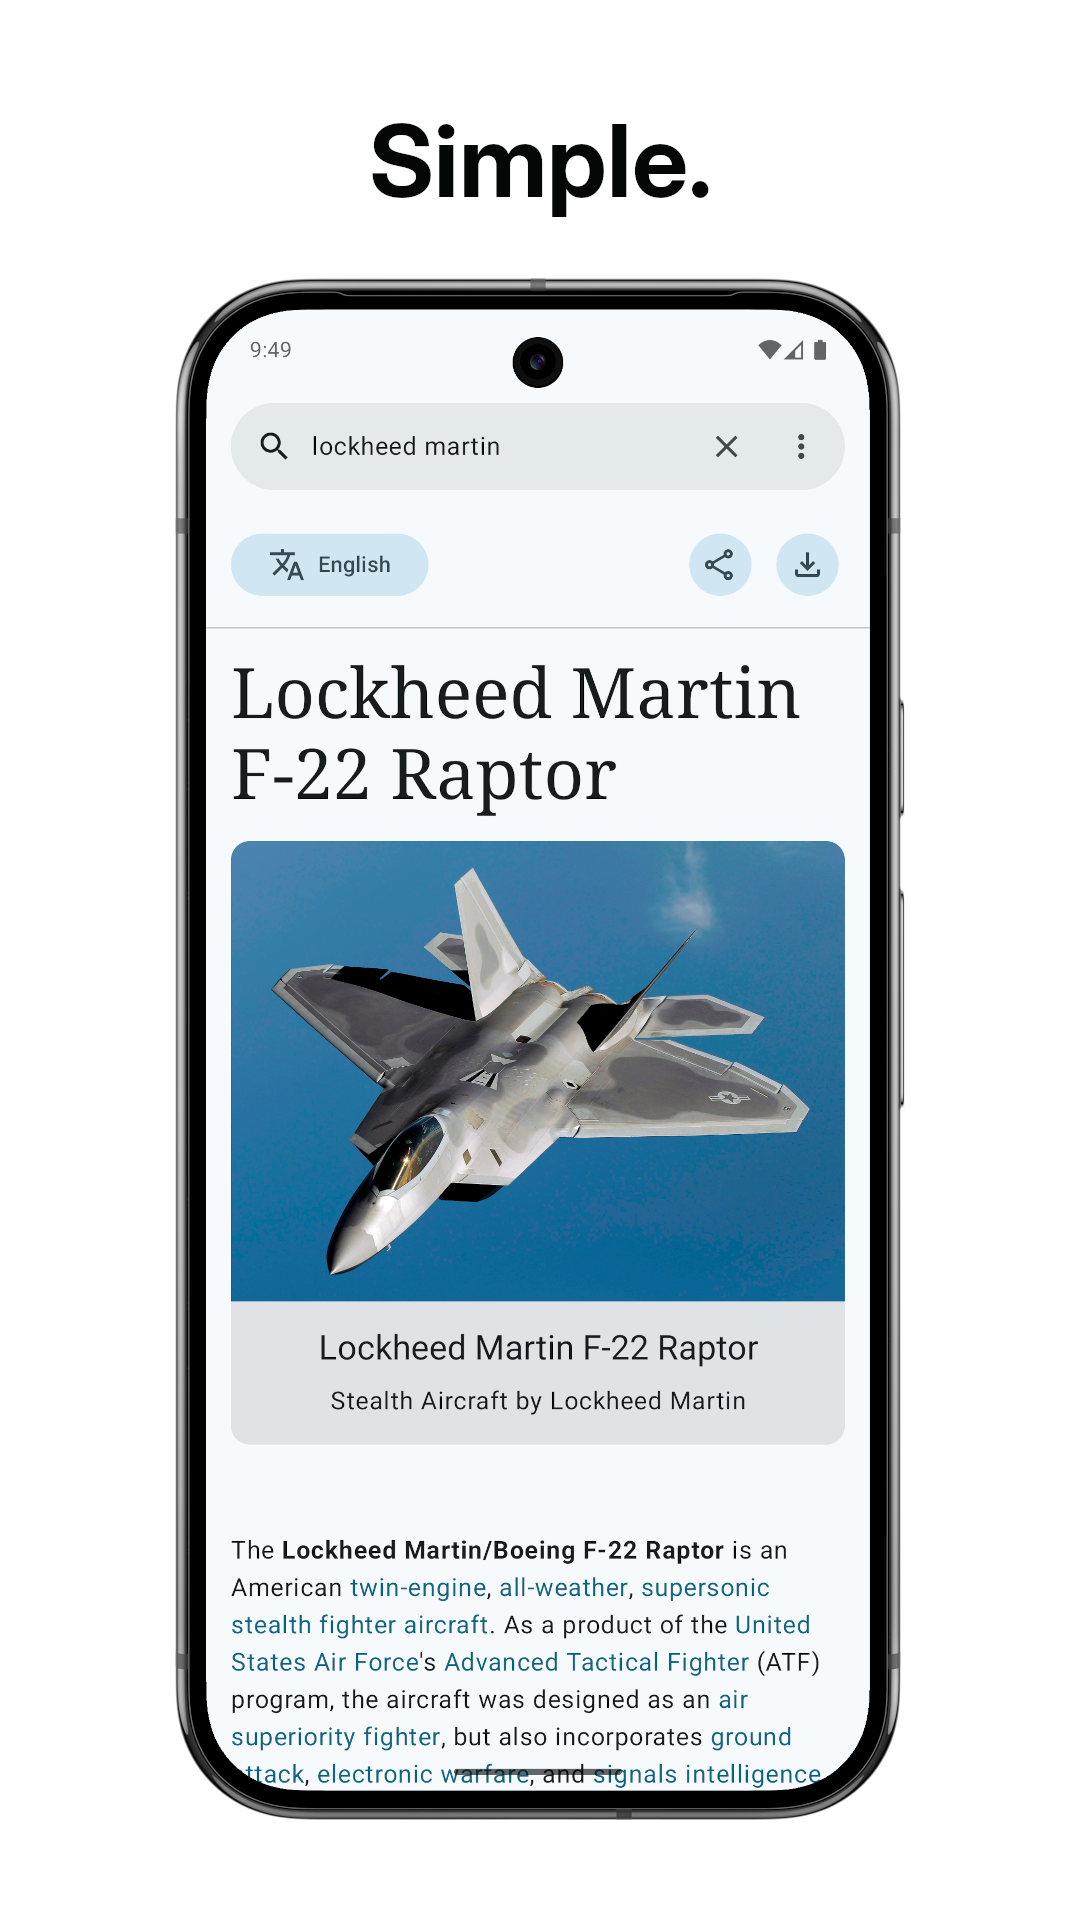 Simple.
9:49
lockheed martin
English
Lockheed Martin
F-22 Raptor
Lockheed Martin F-22 Raptor
Stealth Aircraft by Lockheed Martin
The Lockheed Martin/Boeing F-22 Raptor is an
American twin-engine, all-weather, supersonic
stealth fighter aircraft. As a product of the United
States Air Force's Advanced Tactical Fighter (ATF)
program, the aircraft was designed as an air
superiority fighter, but also incorporates ground
attack, electronic warfare, and signals intelligence